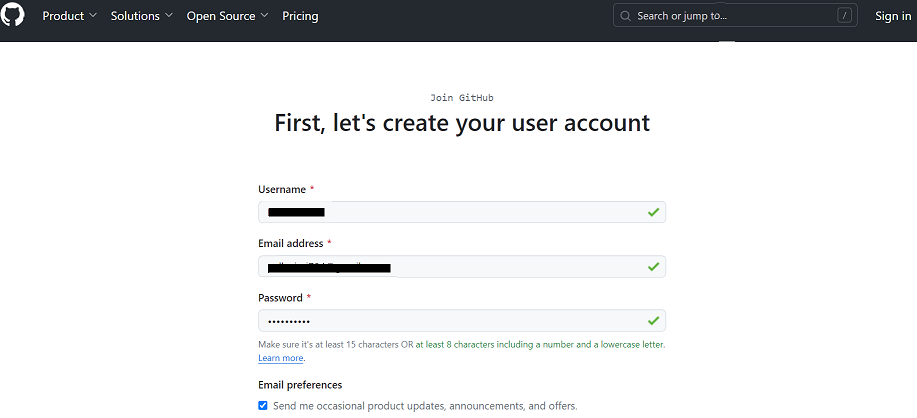 Product Solutions Open Source Pricing Search or jump to... / Sign in
Join GitHub
First, let's create your user account
Username *
Email address *
Password *
••••••••••
Make sure it's at least 15 characters OR at least 8 characters including a number and a lowercase letter.
Learn more.
Email preferences
Send me occasional product updates, announcements, and offers.